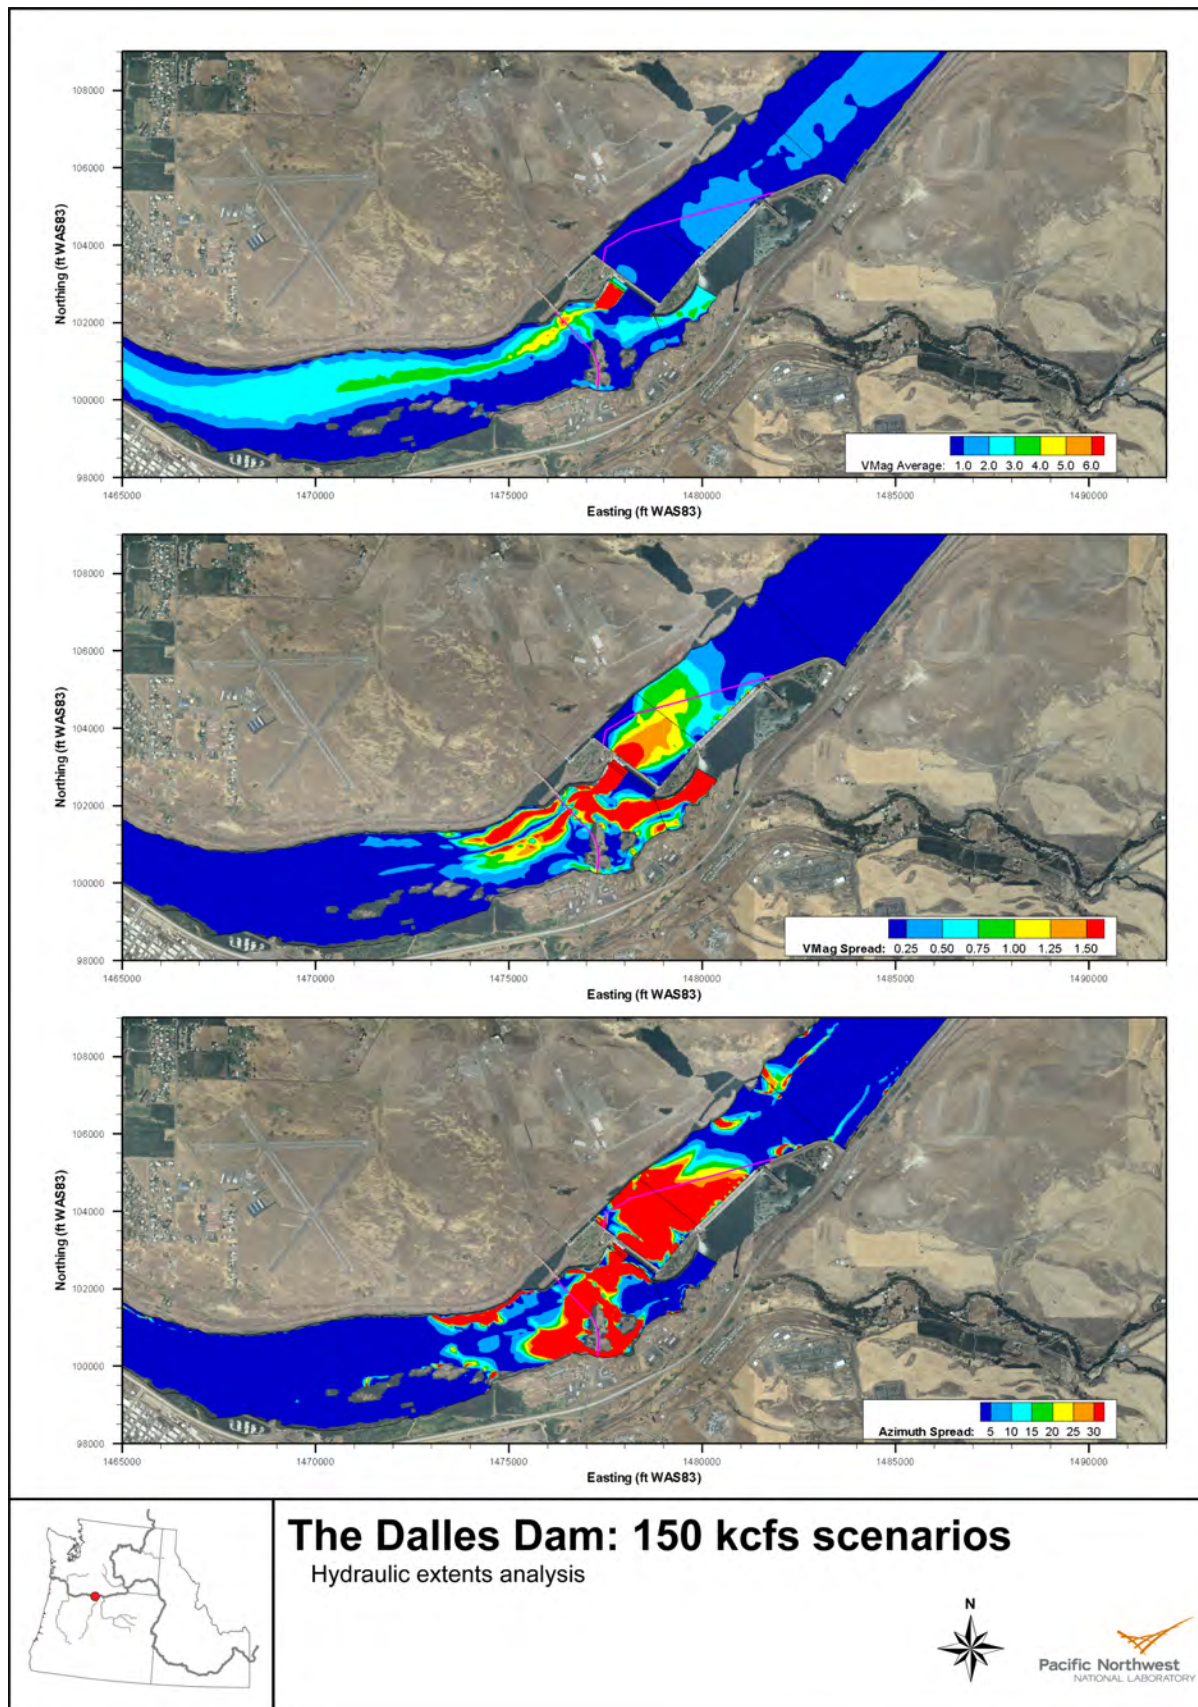 108000
106000
104000
102000
100000
98000
Northing (ft WAS83)
VMag Average: 1.0 2.0 3.0 4.0 5.0 6.0
1465000 1470000 1475000 1480000 1485000 1490000
Easting (ft WAS83)
108000
106000
104000
102000
100000
98000
Northing (ft WAS83)
VMag Spread: 0.25 0.50 0.75 1.00 1.25 1.50
1465000 1470000 1475000 1480000 1485000 1490000
Easting (ft WAS83)
108000
106000
104000
102000
100000
98000
Northing (ft WAS83)
Azimuth Spread: 5 10 15 20 25 30
1465000 1470000 1475000 1480000 1485000 1490000
Easting (ft WAS83)
The Dalles Dam: 150 kcfs scenarios
Hydraulic extents analysis
N
Pacific Northwest
NATIONAL LABORATORY